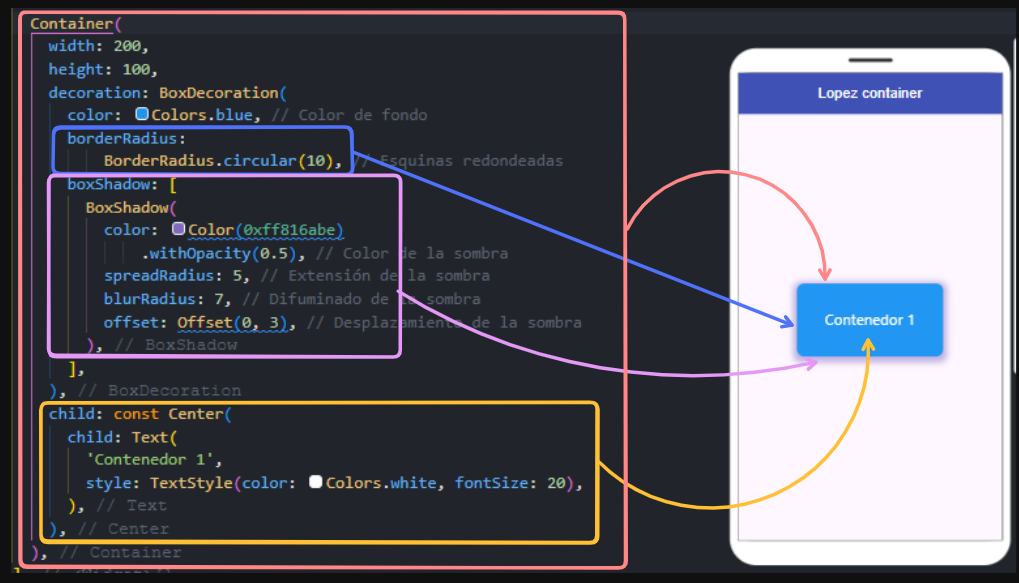 Container(
width: 200,
height: 100,
decoration: BoxDecoration(
color: Colors.blue, // Color de fondo
borderRadius:
BorderRadius.circular(10), // Esquinas redondeadas
boxShadow: [
BoxShadow(
color: Color(0xff816abe)
.withOpacity(0.5), // Color de la sombra
spreadRadius: 5, // Extensión de la sombra
blurRadius: 7, // Difuminado de la sombra
offset: Offset(0, 3), // Desplazamiento de la sombra
), // BoxShadow
],
), // BoxDecoration
child: const Center(
child: Text(
'Contenedor 1',
style: TextStyle(color: Colors.white, fontSize: 20),
), // Text
), // Center
), // Container
Lopez container
Contenedor 1